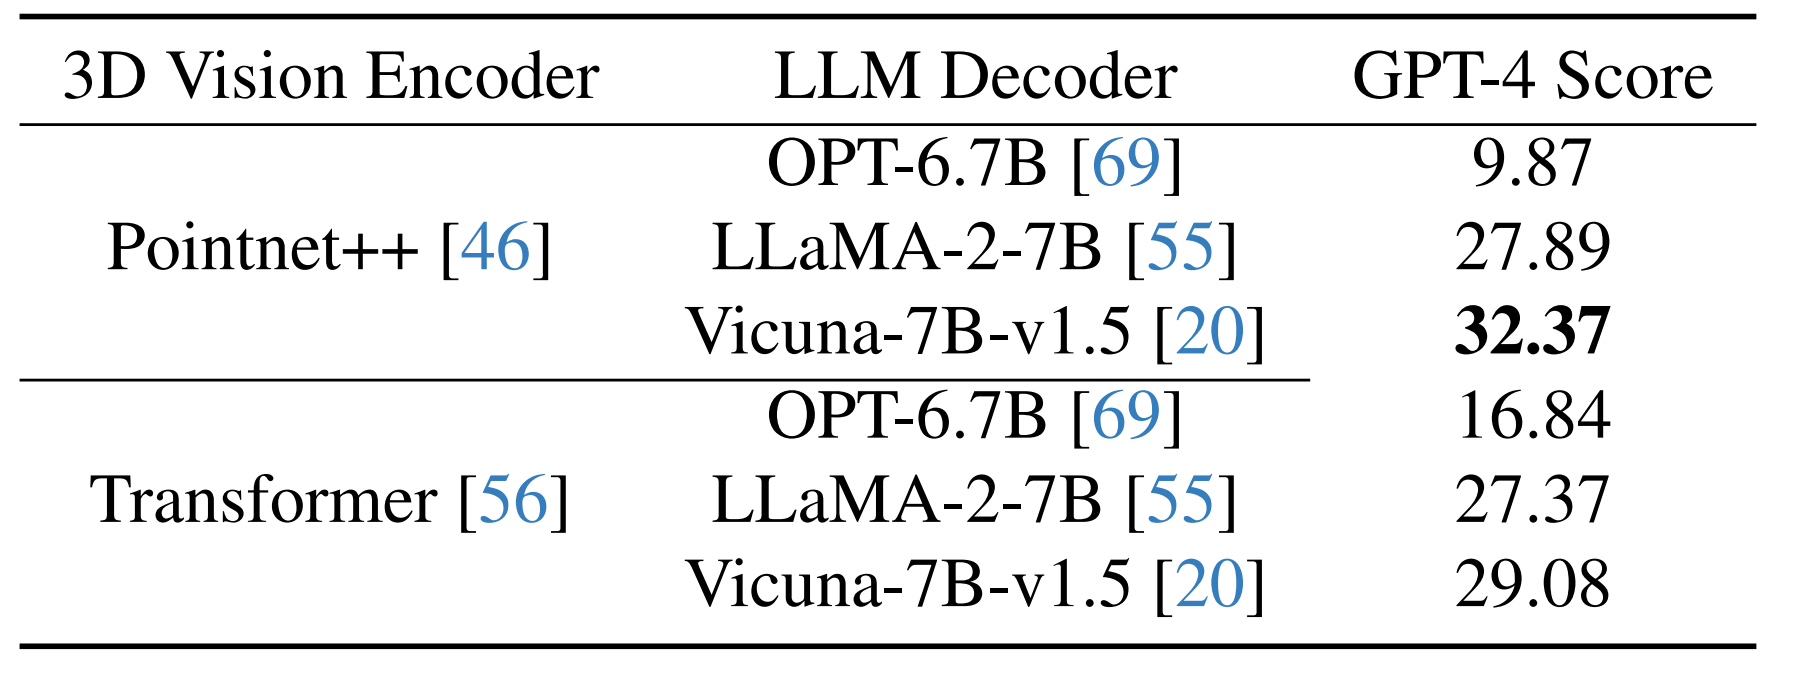 3D Vision Encoder LLM Decoder GPT-4 Score
OPT-6.7B [69] 9.87
Pointnet++ [46] LLaMA-2-7B [55] 27.89
Vicuna-7B-v1.5 [20] 32.37
OPT-6.7B [69] 16.84
Transformer [56] LLaMA-2-7B [55] 27.37
Vicuna-7B-v1.5 [20] 29.08